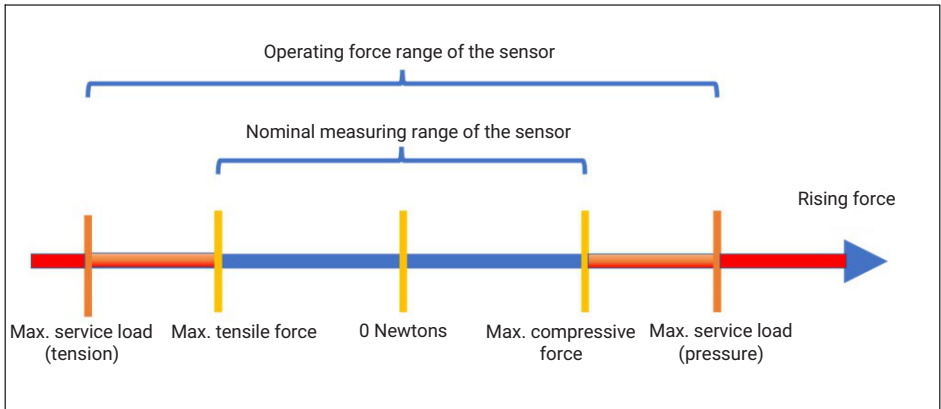 Operating force range of the sensor
Nominal measuring range of the sensor
Rising force
Max. service load
(tension)
Max. tensile force
0 Newtons
Max. compressive
force
Max. service load
(pressure)